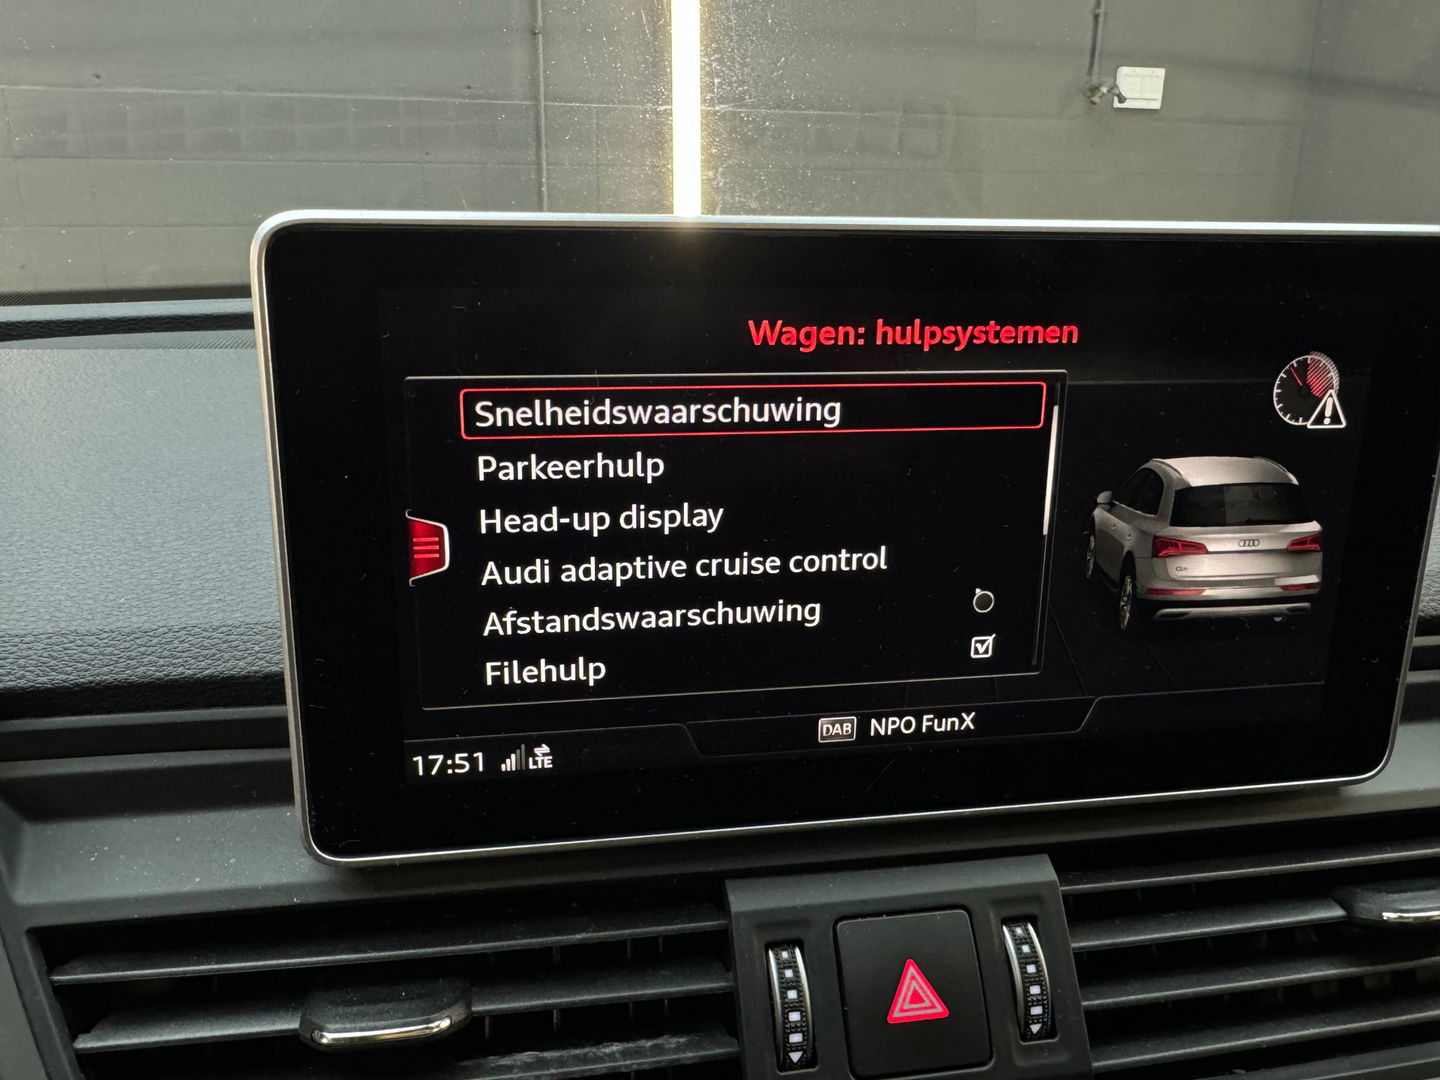 Wagen: hulpsystemen
Snelheidswaarschuwing
Parkeerhulp
Head-up display
Audi adaptive cruise control
Afstandswaarschuwing
Filehulp
DAB NPO FunX
17:51 LTE